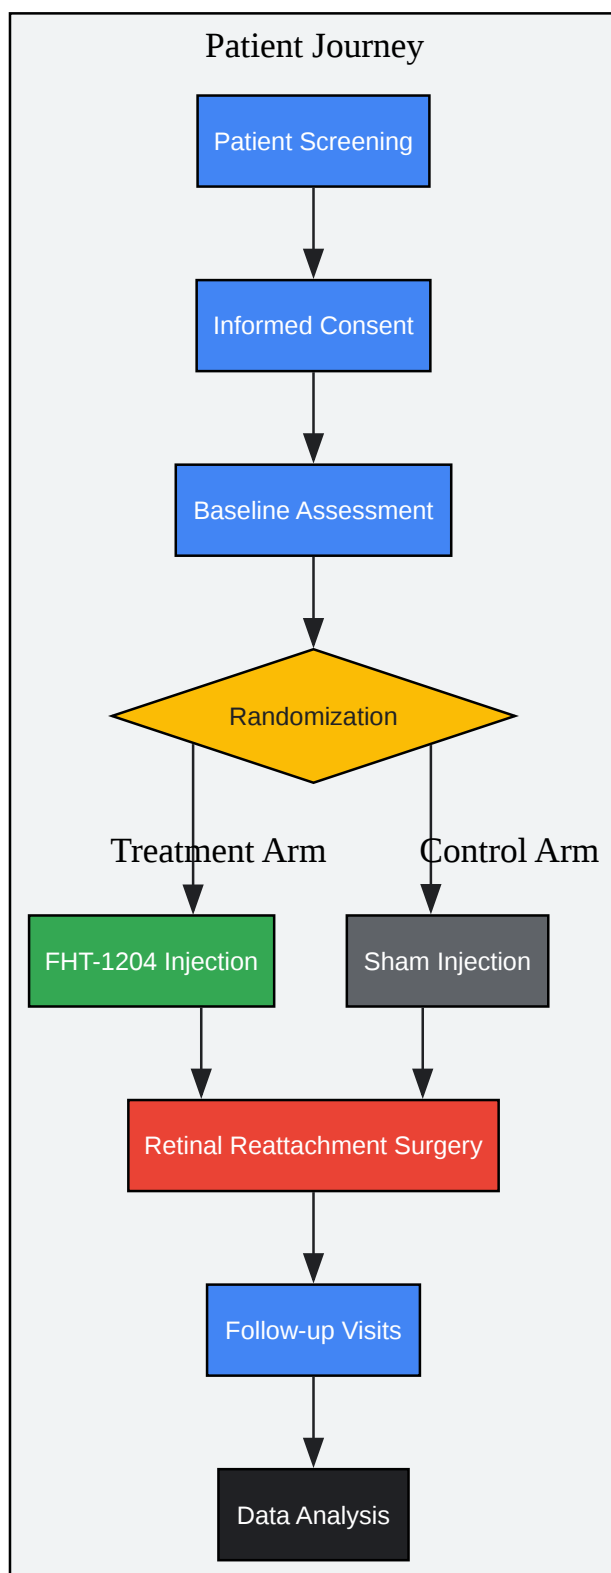 Patient Journey
Patient Screening
Informed Consent
Baseline Assessment
Randomization
Treatment Arm
Control Arm
FHT-1204 Injection
Sham Injection
Retinal Reattachment Surgery
Follow-up Visits
Data Analysis